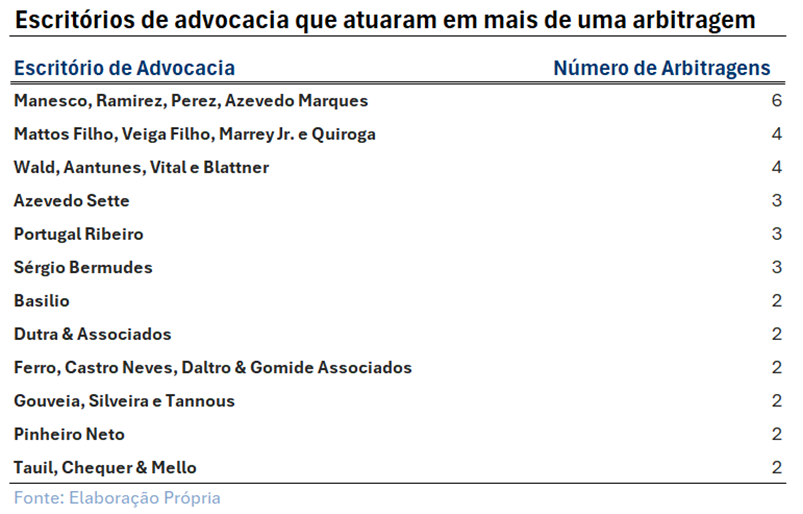 Escritórios de advocacia que atuaram em mais de uma arbitragem
Escritório de Advocacia Número de Arbitragens
Manesco, Ramirez, Perez, Azevedo Marques 6
Mattos Filho, Veiga Filho, Marrey Jr. e Quiroga 4
Wald, Aantunes, Vital e Blattner 4
Azevedo Sette 3
Portugal Ribeiro 3
Sérgio Bermudes 3
Basilio 2
Dutra & Associados 2
Ferro, Castro Neves, Daltro & Gomide Associados 2
Gouveia, Silveira e Tannous 2
Pinheiro Neto 2
Tauil, Chequer & Mello 2
Fonte: Elaboração Própria